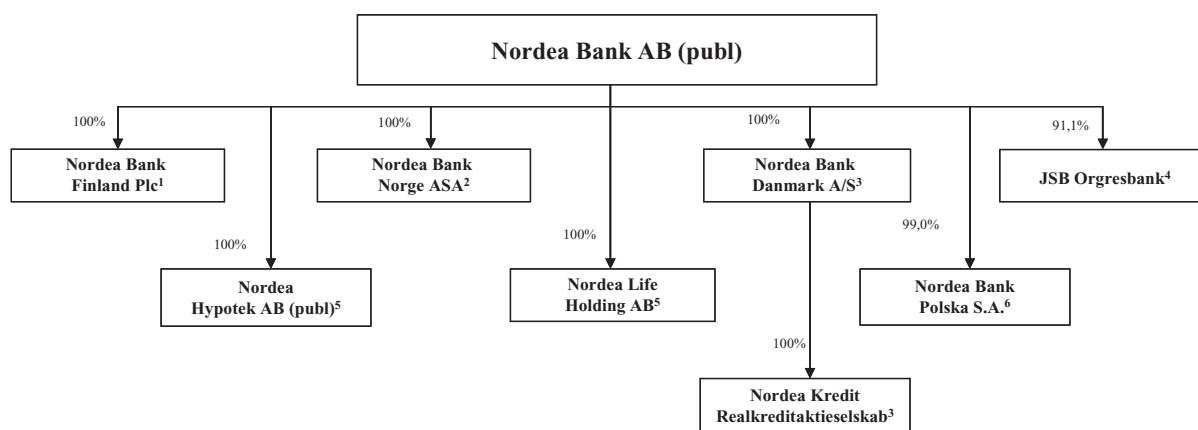 Nordea Bank AB (publ)
100%
100%
100%
91,1%
Nordea Bank
Finland Plc¹
Nordea Bank
Norge ASA²
Nordea Bank
Danmark A/S³
JSB Orgresbank⁴
100%
100%
99,0%
Nordea
Hypotek AB (publ)⁵
Nordea Life
Holding AB⁵
Nordea Bank
Polska S.A.⁶
100%
Nordea Kredit
Realkreditaktieselskab³